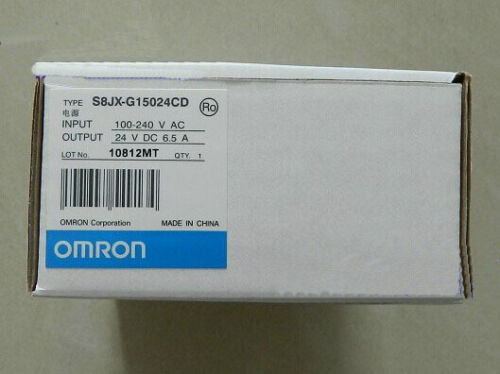 TYPE S8JX-G15024CD Ro
电源
INPUT 100-240 V AC
OUTPUT 24 V DC 6.5 A
LOT No. 10812MT QTY. 1
OMRON Corporation MADE IN CHINA
OMRON